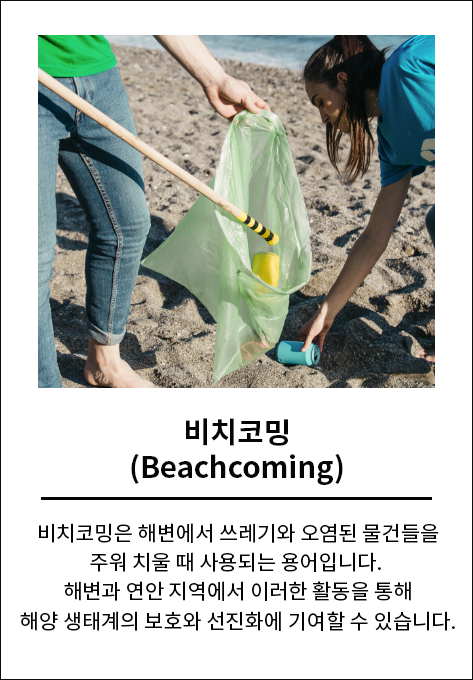 비치코밍
(Beachcoming)
비치코밍은 해변에서 쓰레기와 오염된 물건들을
주워 치울 때 사용되는 용어입니다.
해변과 연안 지역에서 이러한 활동을 통해
해양 생태계의 보호와 선진화에 기여할 수 있습니다.